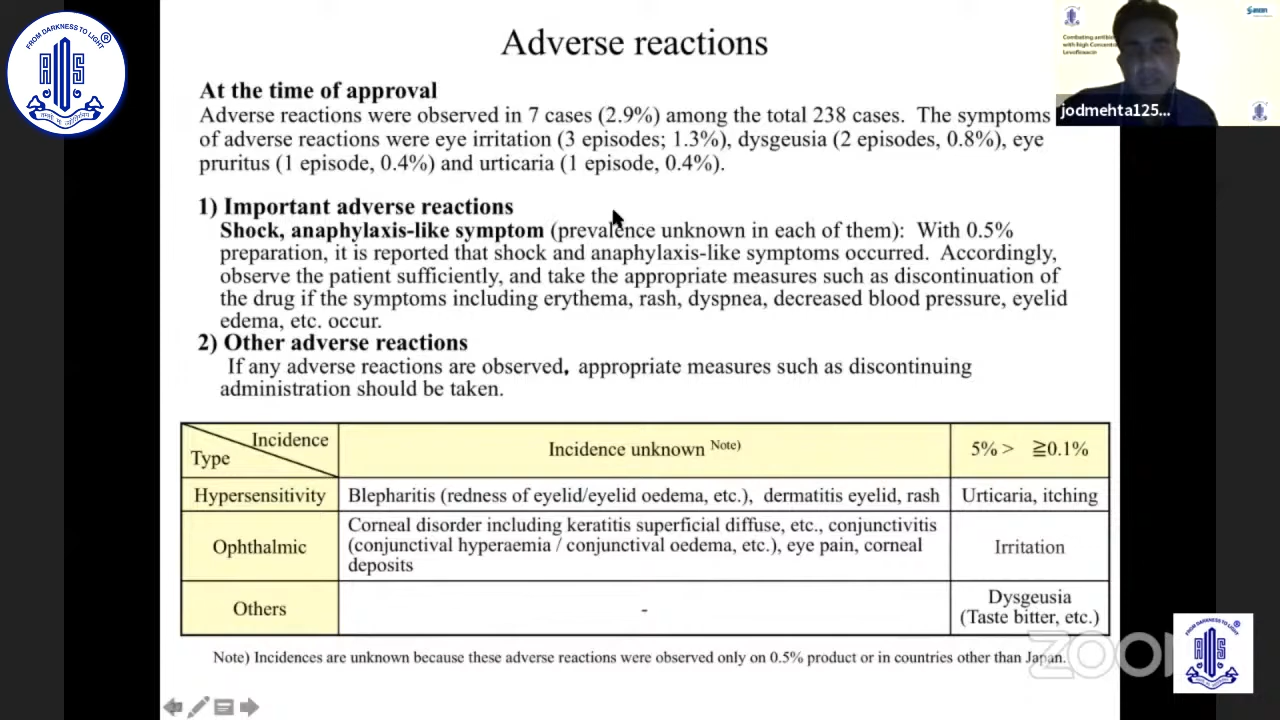 Adverse reactions
At the time of approval
Adverse reactions were observed in 7 cases (2.9%) among the total 238 cases. The symptoms
of adverse reactions were eye irritation (3 episodes; 1.3%), dysgeusia (2 episodes, 0.8%), eye
pruritus (1 episode, 0.4%) and urticaria (1 episode, 0.4%).
1) Important adverse reactions
Shock, anaphylaxis-like symptom (prevalence unknown in each of them): With 0.5%
preparation, it is reported that shock and anaphylaxis-like symptoms occurred. Accordingly,
observe the patient sufficiently, and take the appropriate measures such as discontinuation of
the drug if the symptoms including erythema, rash, dyspnea, decreased blood pressure, eyelid
edema, etc. occur.
2) Other adverse reactions
If any adverse reactions are observed, appropriate measures such as discontinuing
administration should be taken.
Incidence
Type
Incidence unknown Note)
5% > ≧0.1%
Hypersensitivity
Blepharitis (redness of eyelid/eyelid oedema, etc.), dermatitis eyelid, rash
Urticaria, itching
Ophthalmic
Corneal disorder including keratitis superficial diffuse, etc., conjunctivitis
(conjunctival hyperaemia / conjunctival oedema, etc.), eye pain, corneal
deposits
Irritation
Others
-
Dysgeusia
(Taste bitter, etc.)
Note) Incidences are unknown because these adverse reactions were observed only on 0.5% product or in countries other than Japan.
FROM DARKNESS TO LIGHT
®
AIOS
Combating
with high
Levofloxacin
Santen
jodmehta125...
zoom
FROM DARKNESS TO LIGHT
®